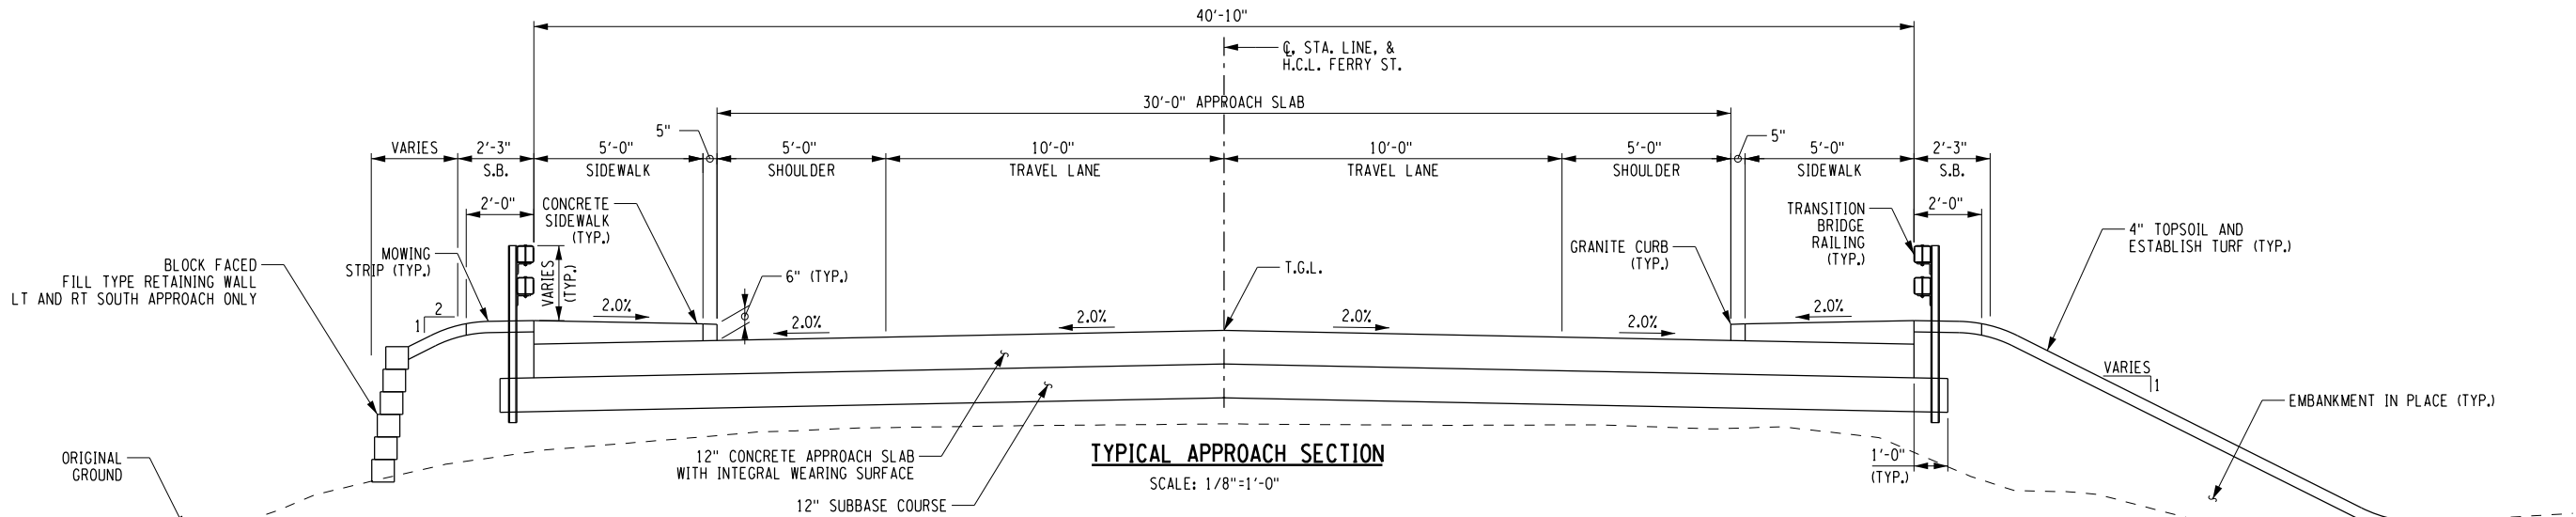 40'-10"
℄, STA. LINE, &
H.C.L. FERRY ST.
30'-0" APPROACH SLAB
5"
5"
VARIES
2'-3"
5'-0"
5'-0"
10'-0"
10'-0"
5'-0"
5'-0"
2'-3"
S.B.
SIDEWALK
SHOULDER
TRAVEL LANE
TRAVEL LANE
SHOULDER
SIDEWALK
S.B.
2'-0"
CONCRETE
SIDEWALK
(TYP.)
TRANSITION
BRIDGE
RAILING
(TYP.)
2'-0"
4" TOPSOIL AND
ESTABLISH TURF (TYP.)
MOWING
STRIP (TYP.)
GRANITE CURB
(TYP.)
BLOCK FACED
FILL TYPE RETAINING WALL
LT AND RT SOUTH APPROACH ONLY
VARIES
(TYP.)
6" (TYP.)
T.G.L.
2
1
2.0%
2.0%
2.0%
2.0%
2.0%
2.0%
VARIES
1
EMBANKMENT IN PLACE (TYP.)
ORIGINAL
GROUND
12" CONCRETE APPROACH SLAB
WITH INTEGRAL WEARING SURFACE
12" SUBBASE COURSE
TYPICAL APPROACH SECTION
SCALE: 1/8"=1'-0"
1'-0"
(TYP.)